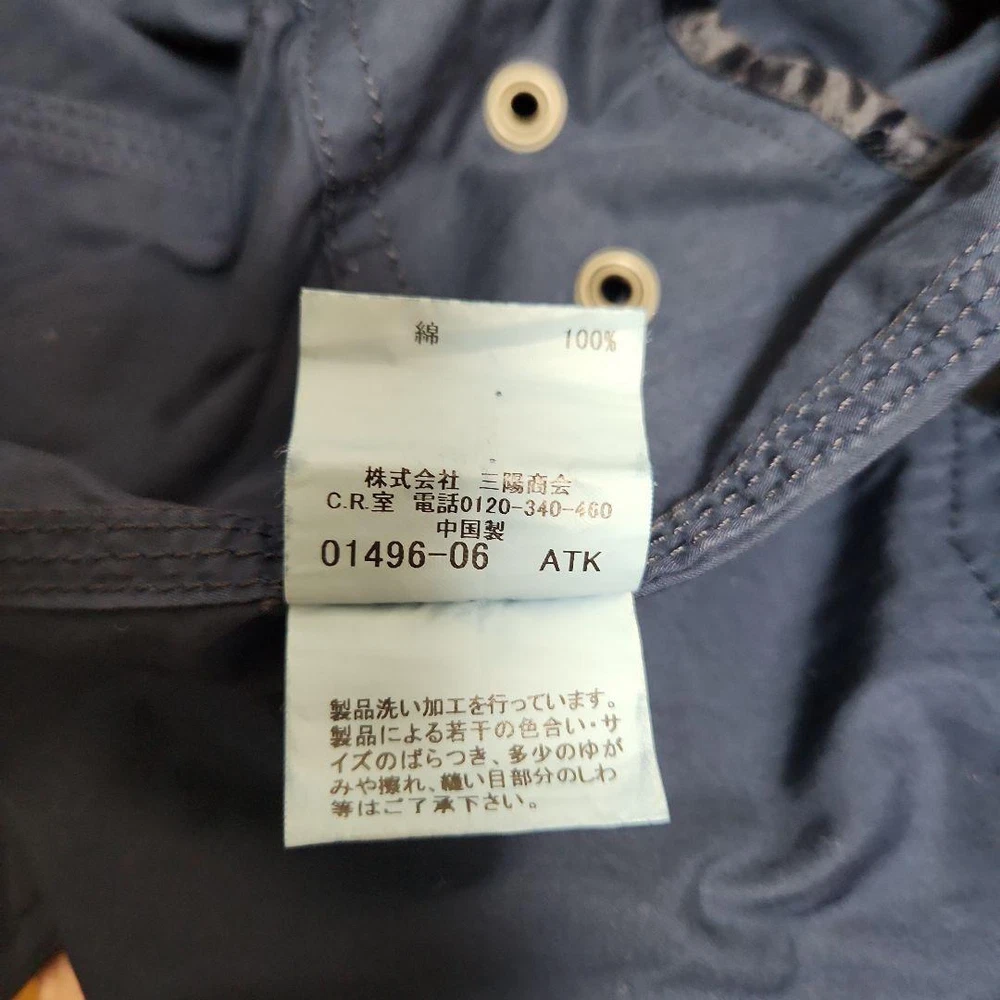 綿 100%
株式会社 三陽商会
C.R.室 電話0120-340-460
中国製
01496-06 ATK
製品洗い加工を行っています。
製品による若干の色合い・サ
イズのばらつき、多少のゆが
みや擦れ、縫い目部分のしわ
等はご了承下さい。